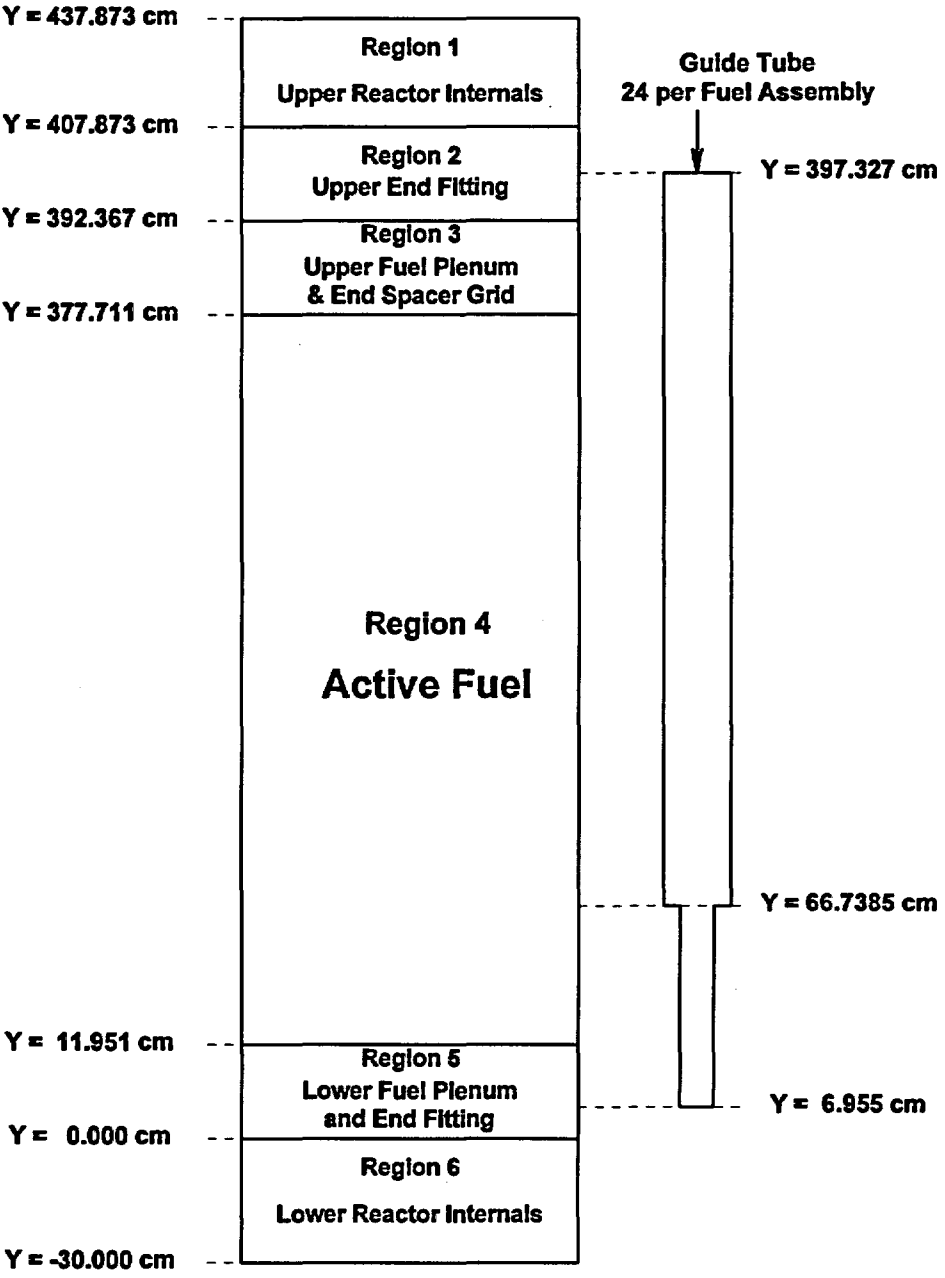 Y = 437.873 cm
Region 1
Upper Reactor Internals
Guide Tube
24 per Fuel Assembly
Y = 407.873 cm
Region 2
Upper End Fitting
Y = 397.327 cm
Y = 392.367 cm
Region 3
Upper Fuel Plenum
& End Spacer Grid
Y = 377.711 cm
Region 4
Active Fuel
Y = 66.7385 cm
Y = 11.951 cm
Region 5
Lower Fuel Plenum
and End Fitting
Y = 6.955 cm
Y = 0.000 cm
Region 6
Lower Reactor Internals
Y = -30.000 cm